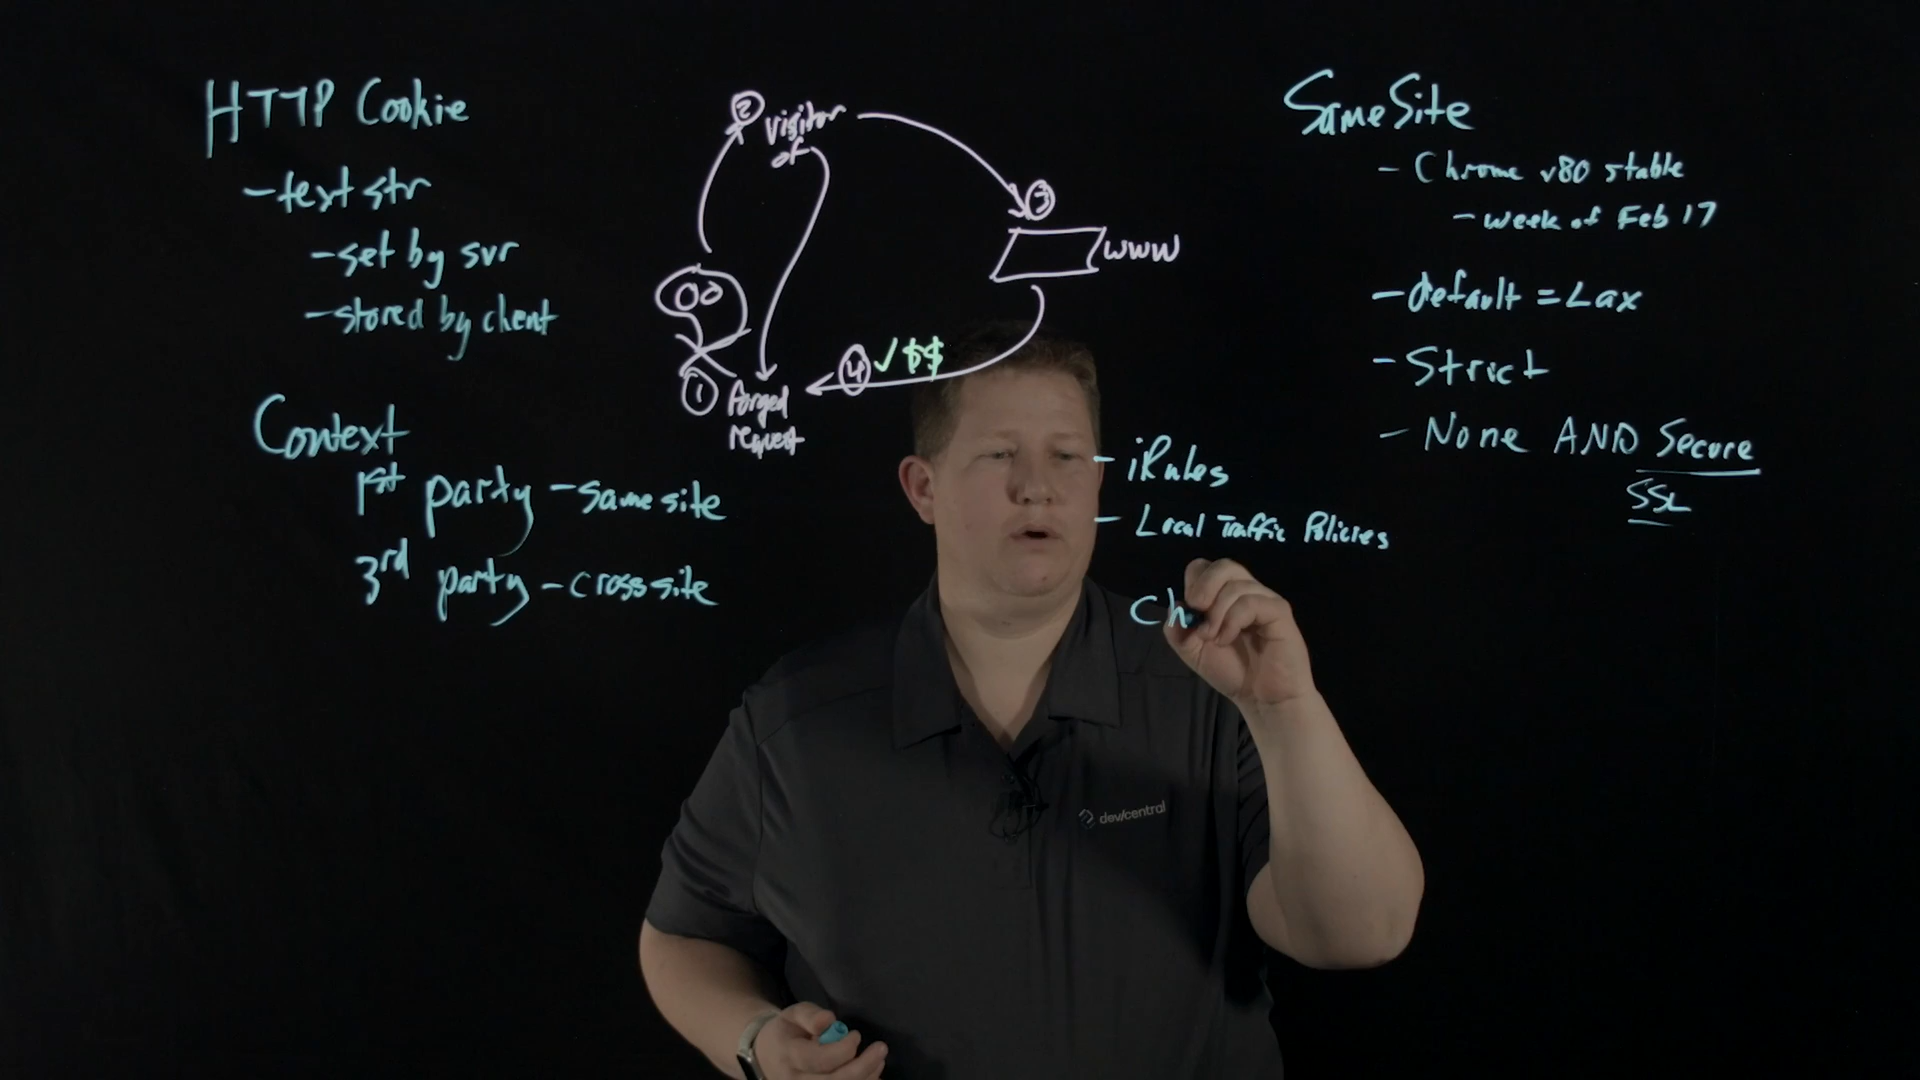 HTTP Cookie
- text str
- set by svr
- stored by client
Context
1st party - same site
3rd party - cross site
2
visitor
of
3
WWW
1
forged
request
4 ✓ $$
SameSite
- Chrome v80 stable
- week of Feb 17
- default = Lax
- Strict
- None AND Secure
SSL
- iRules
- Local Traffic Policies
Ch
dev/central